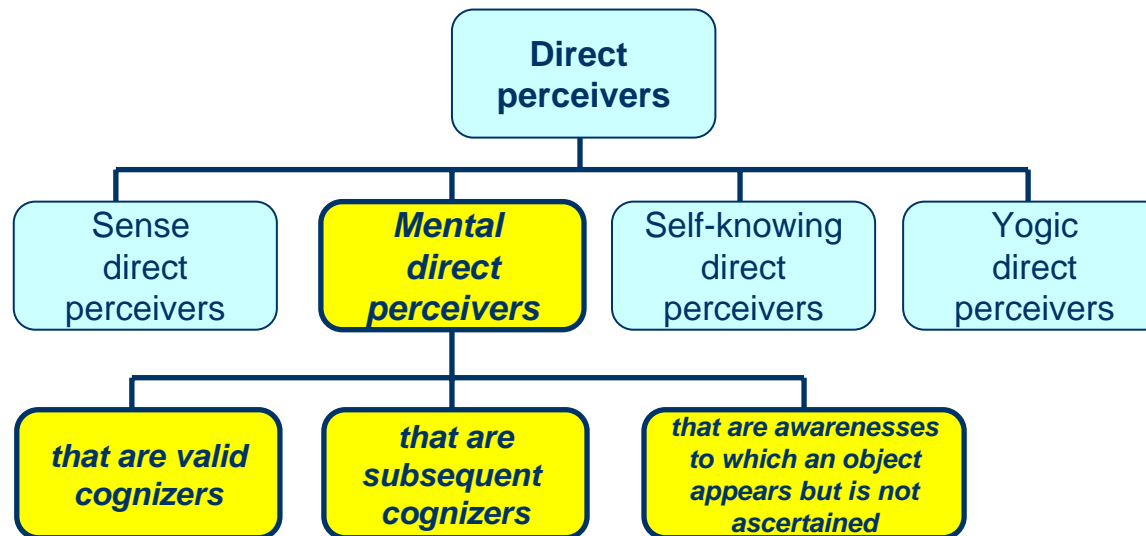 Direct
perceivers
Sense
direct
perceivers
Mental
direct
perceivers
Self-knowing
direct
perceivers
Yogic
direct
perceivers
that are valid
cognizers
that are
subsequent
cognizers
that are awarenesses
to which an object
appears but is not
ascertained